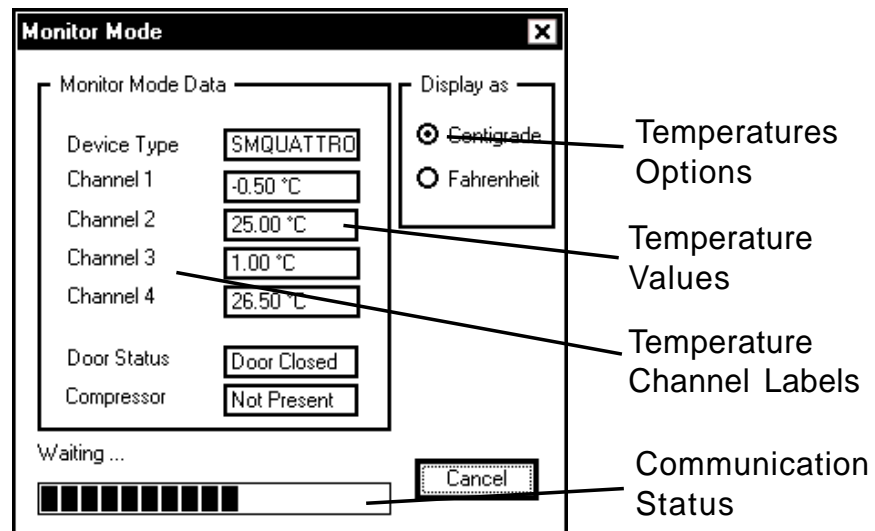 Monitor Mode
Monitor Mode Data
Device Type SMQUATTRO
Channel 1 -0.50 °C
Channel 2 25.00 °C
Channel 3 1.00 °C
Channel 4 26.50 °C
Door Status Door Closed
Compressor Not Present
Display as
Centigrade
Fahrenheit
Waiting ...
Cancel
Temperatures
Options
Temperature
Values
Temperature
Channel Labels
Communication
Status